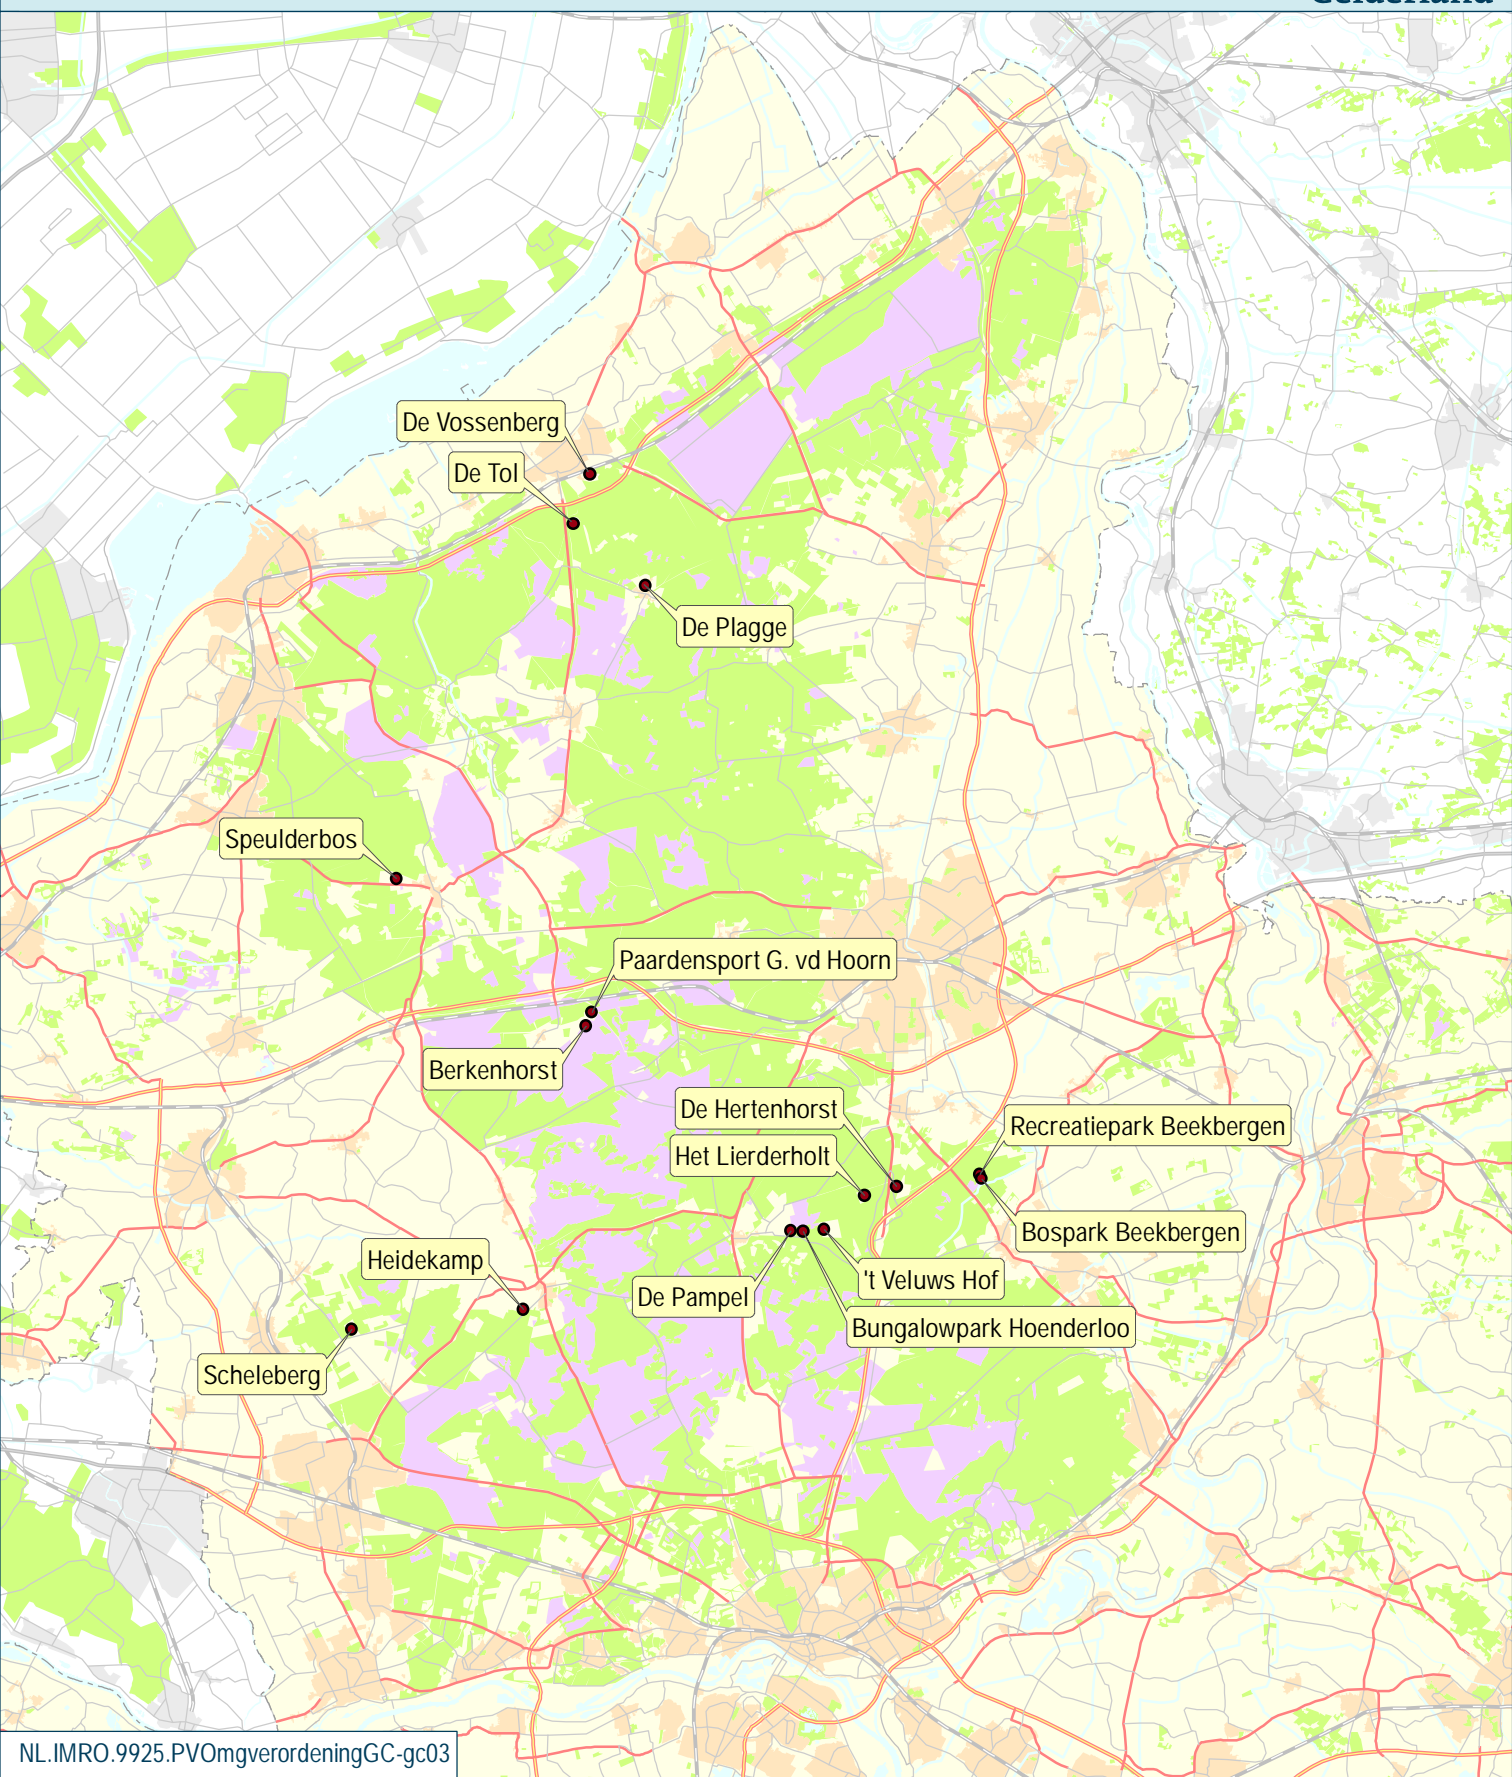 Gelderland
De Vossenberg
De Tol
De Plagge
Speulderbos
Paardensport G. vd Hoorn
Berkenhorst
De Hertenhorst
Recreatiepark Beekbergen
Het Lierderholt
Bospark Beekbergen
Heidekamp
't Veluws Hof
De Pampel
Bungalowpark Hoenderloo
Scheleberg
NL.IMRO.9925.PVOmgverordeningGC-gc03